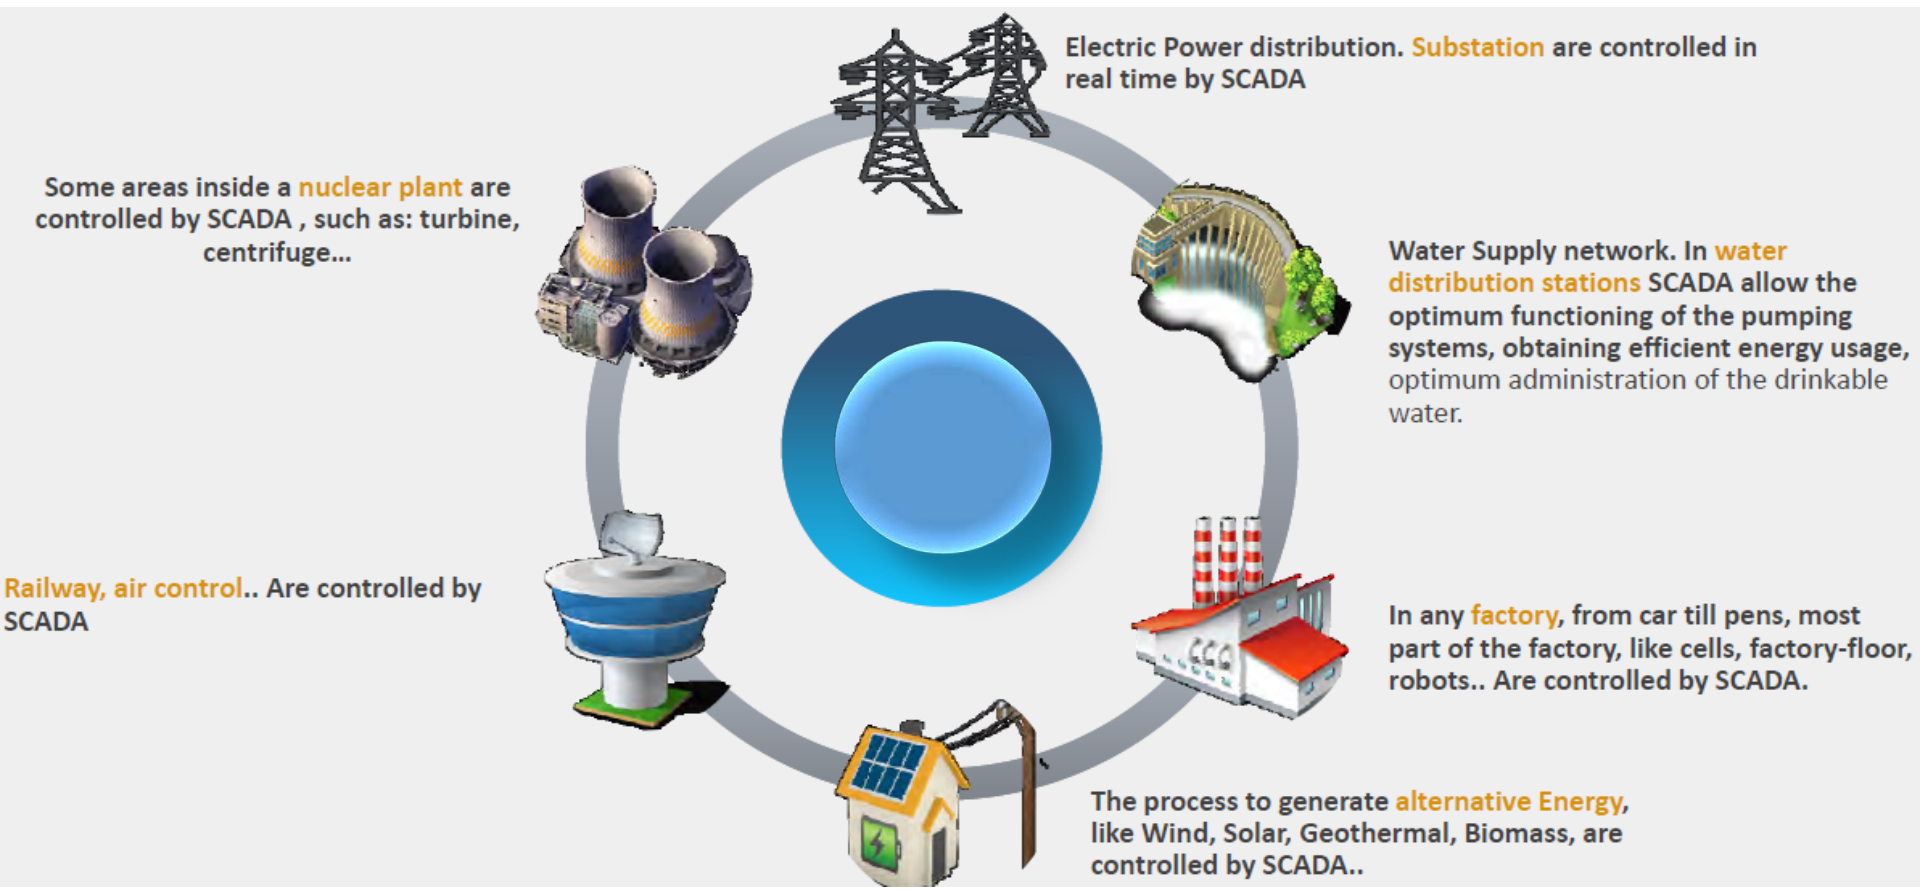 Electric Power distribution. Substation are controlled in
real time by SCADA
Some areas inside a nuclear plant are
controlled by SCADA , such as: turbine,
centrifuge...
Water Supply network. In water
distribution stations SCADA allow the
optimum functioning of the pumping
systems, obtaining efficient energy usage,
optimum administration of the drinkable
water.
Railway, air control.. Are controlled by
SCADA
In any factory, from car till pens, most
part of the factory, like cells, factory-floor,
robots.. Are controlled by SCADA.
The process to generate alternative Energy,
like Wind, Solar, Geothermal, Biomass, are
controlled by SCADA..